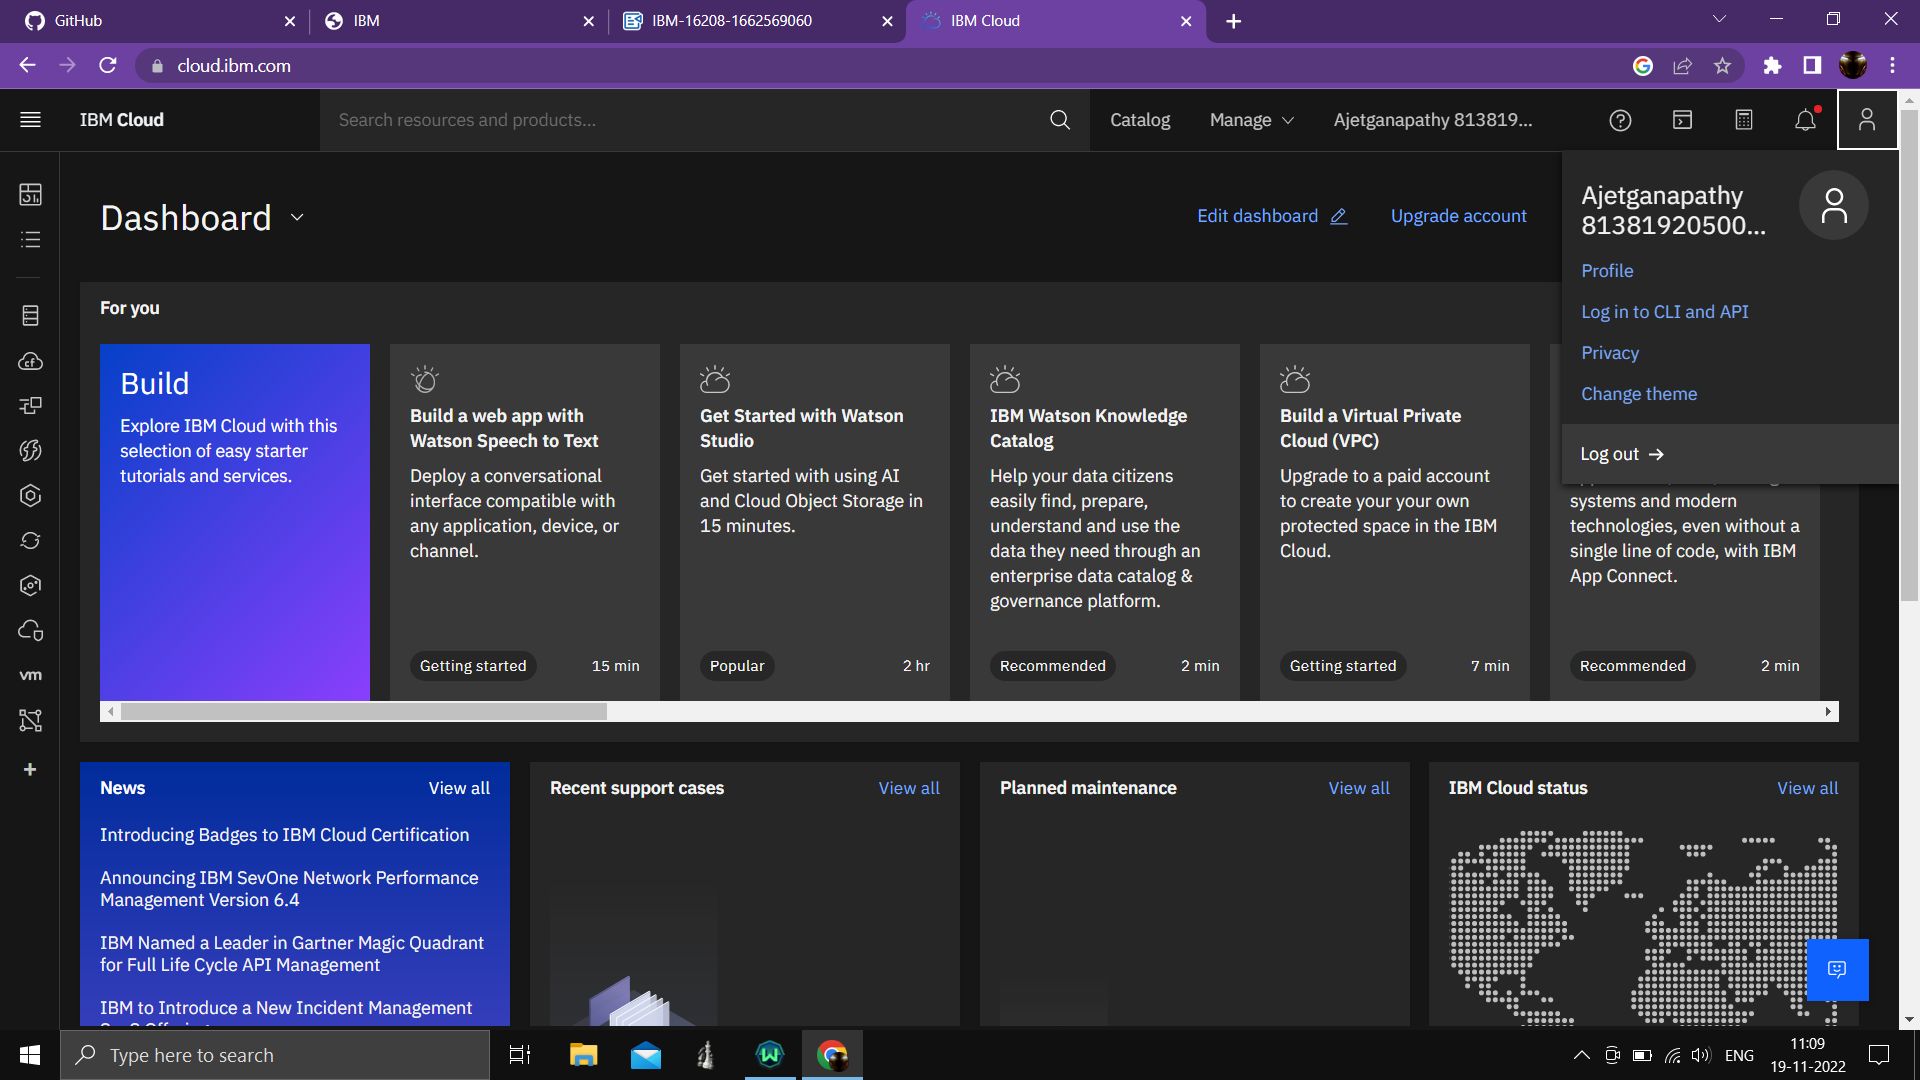 GitHub
IBM
IBM-16208-1662569060
IBM Cloud
cloud.ibm.com
IBM Cloud
Search resources and products...
Catalog
Manage
Ajetganapathy 813819...
Dashboard
Edit dashboard
Upgrade account
Ajetganapathy
81381920500...
Profile
Log in to CLI and API
Privacy
Change theme
Log out
For you
Build
Explore IBM Cloud with this
selection of easy starter
tutorials and services.
Build a web app with
Watson Speech to Text
Deploy a conversational
interface compatible with
any application, device, or
channel.
Getting started
15 min
Get Started with Watson
Studio
Get started with using AI
and Cloud Object Storage in
15 minutes.
Popular
2 hr
IBM Watson Knowledge
Catalog
Help your data citizens
easily find, prepare,
understand and use the
data they need through an
enterprise data catalog &
governance platform.
Recommended
2 min
Build a Virtual Private
Cloud (VPC)
Upgrade to a paid account
to create your your own
protected space in the IBM
Cloud.
Getting started
7 min
systems and modern
technologies, even without a
single line of code, with IBM
App Connect.
Recommended
2 min
vm
News
View all
Introducing Badges to IBM Cloud Certification
Announcing IBM SevOne Network Performance
Management Version 6.4
IBM Named a Leader in Gartner Magic Quadrant
for Full Life Cycle API Management
IBM to Introduce a New Incident Management
Recent support cases
View all
Planned maintenance
View all
IBM Cloud status
View all
Type here to search
ENG
11:09
19-11-2022